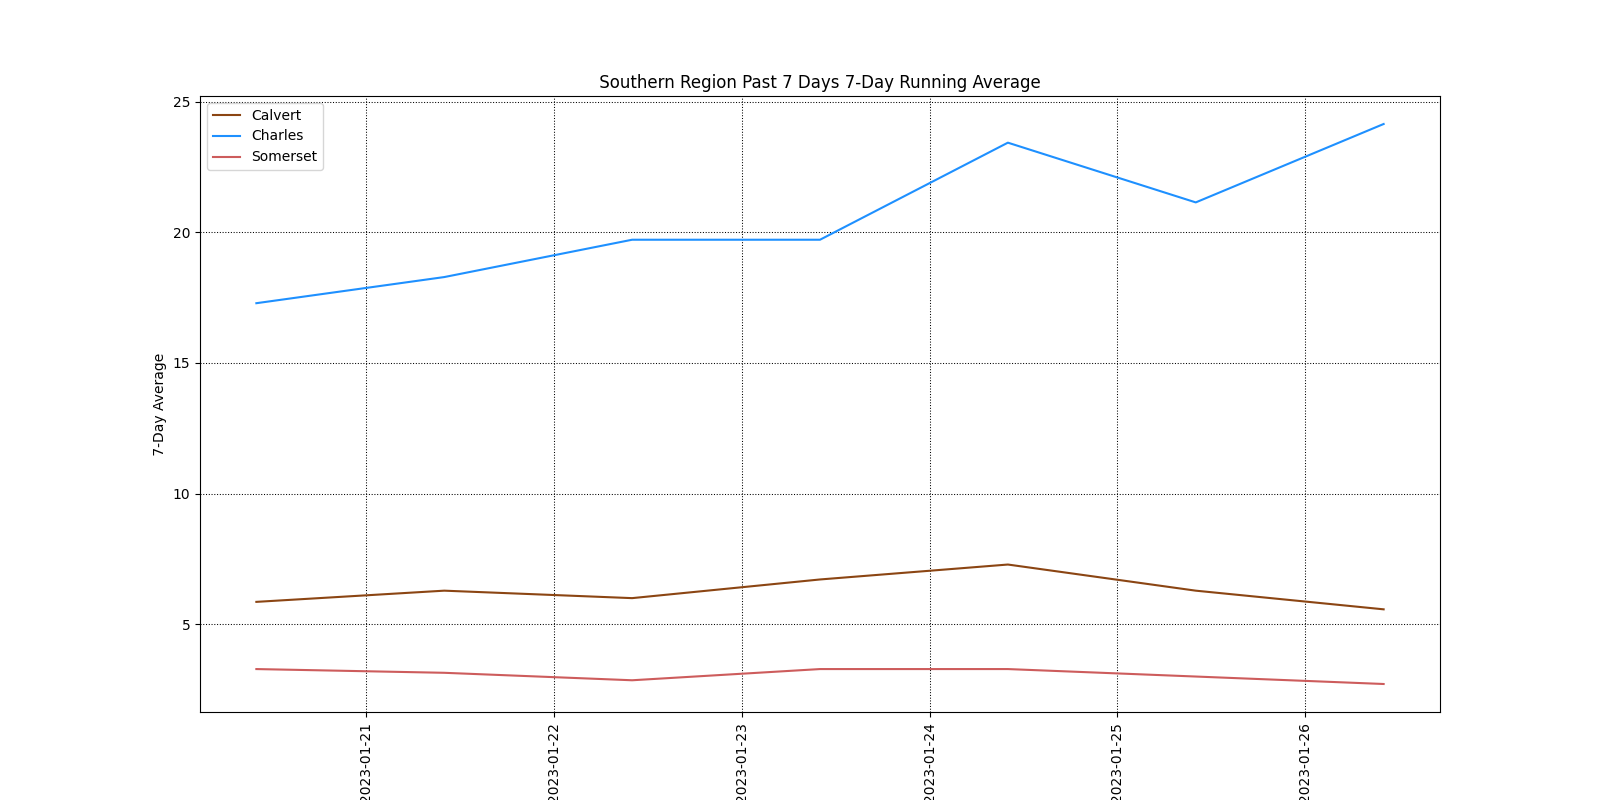 Southern Region Past 7 Days 7-Day Running Average
Calvert
Charles
Somerset
7-Day Average
25
20
15
10
5
2023-01-21
2023-01-22
2023-01-23
2023-01-24
2023-01-25
2023-01-26